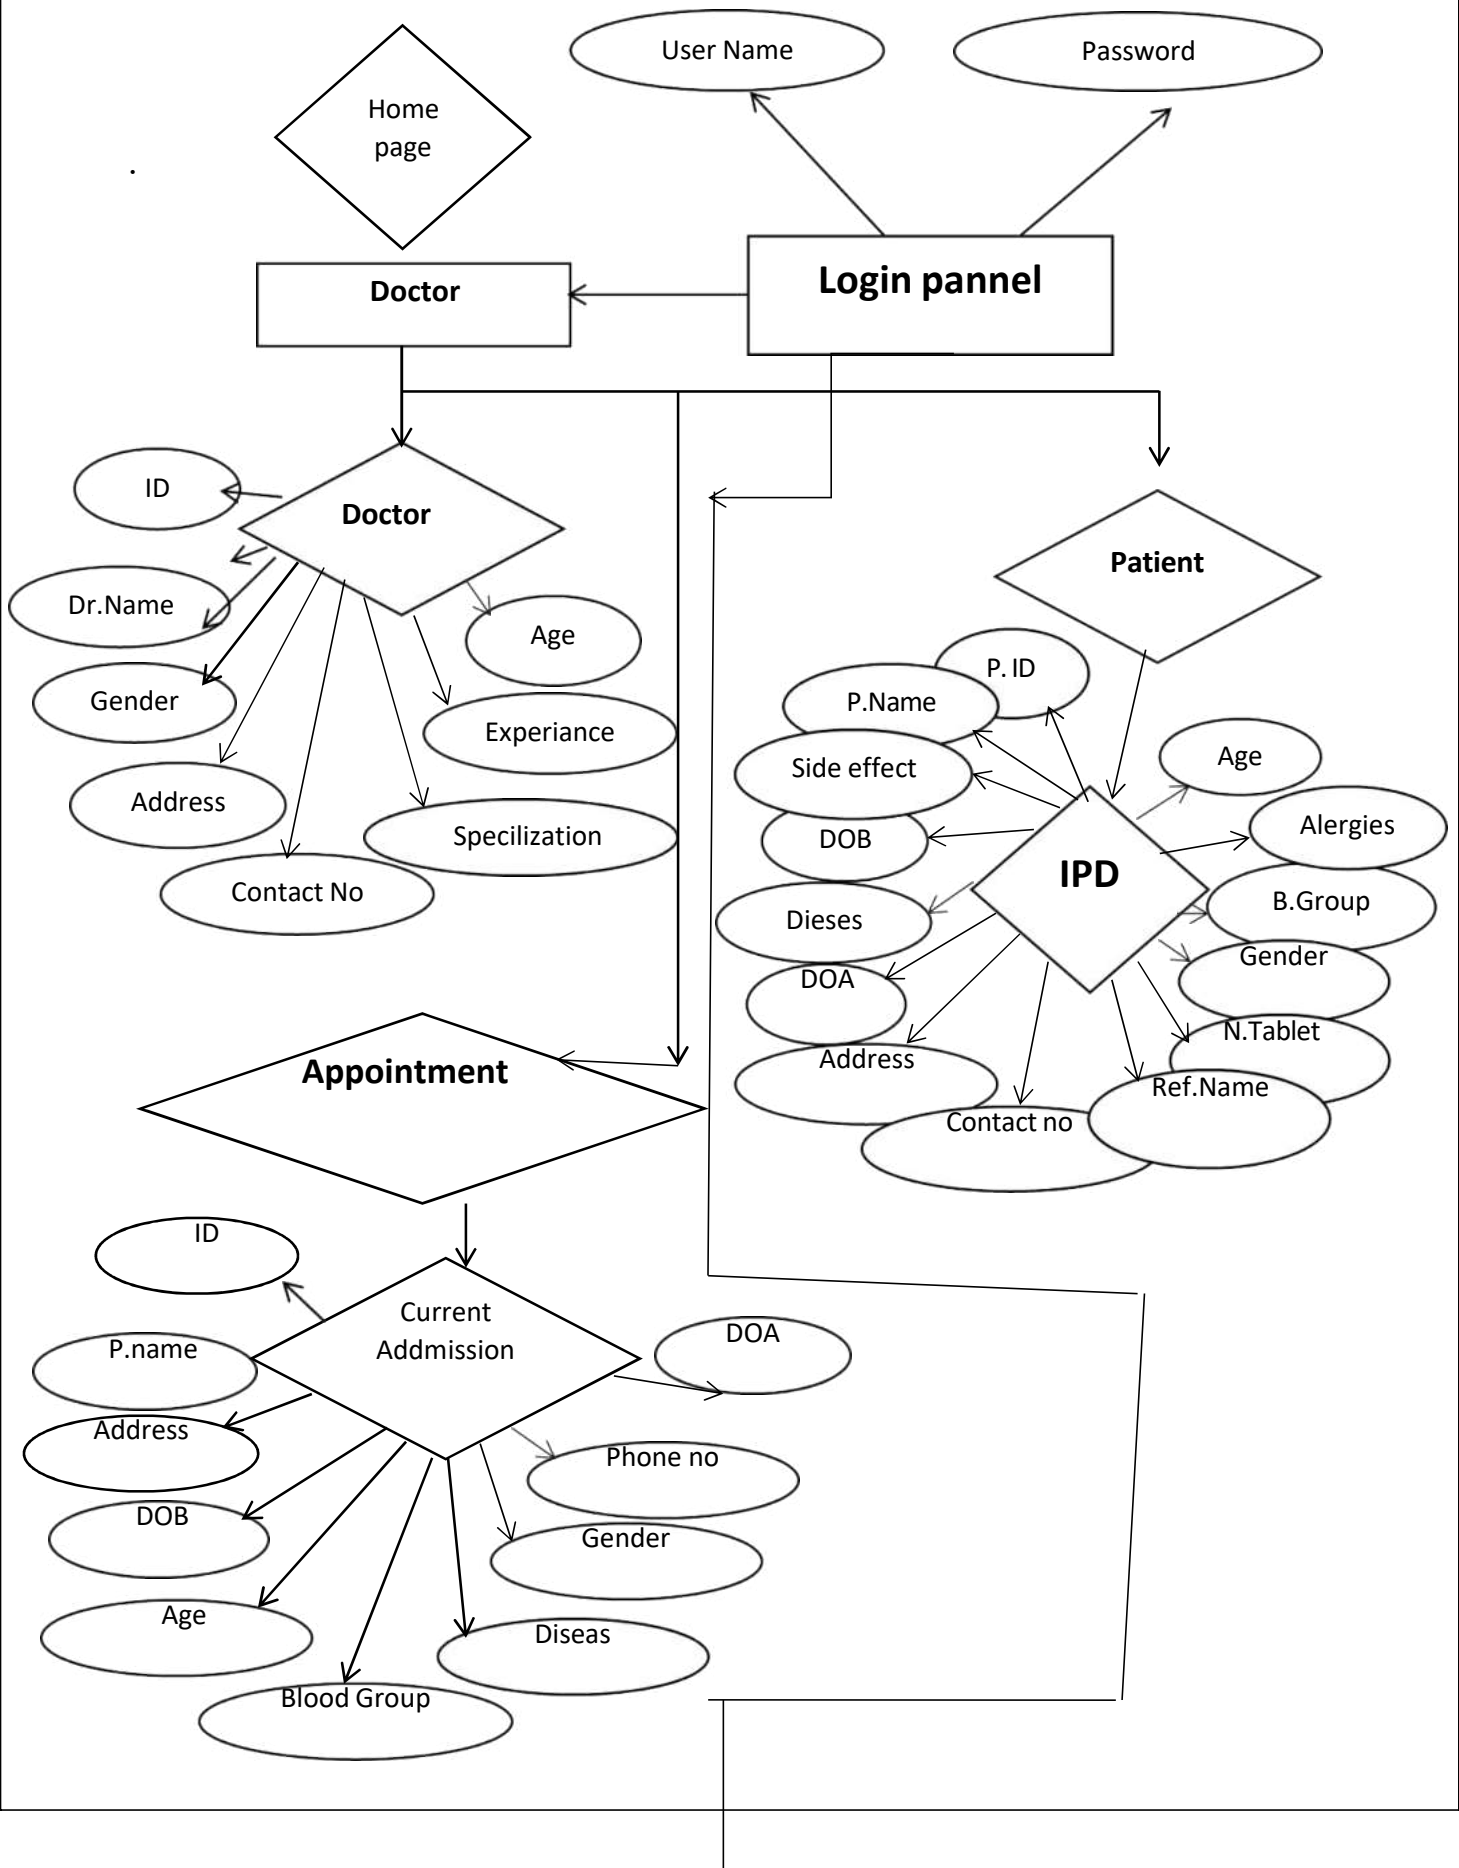 User Name
Password
Home
page
.
Login pannel
Doctor
ID
Doctor
Patient
Dr.Name
Age
P. ID
Gender
P.Name
Experiance
Age
Side effect
Address
Alergies
Specilization
DOB
IPD
Contact No
B.Group
Dieses
Gender
DOA
N.Tablet
Address
Appointment
Ref.Name
Contact no
ID
Current
Addmission
DOA
P.name
Address
Phone no
DOB
Gender
Age
Diseas
Blood Group